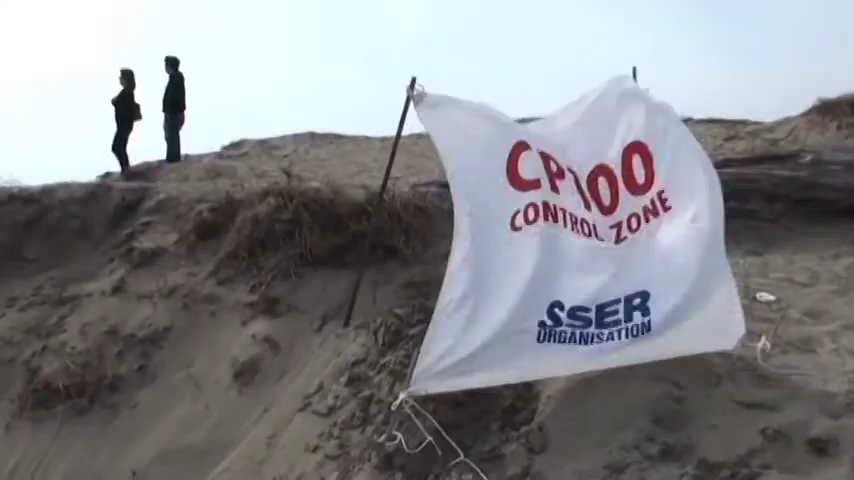 CP100
CONTROL ZONE
SSER
ORGANISATION